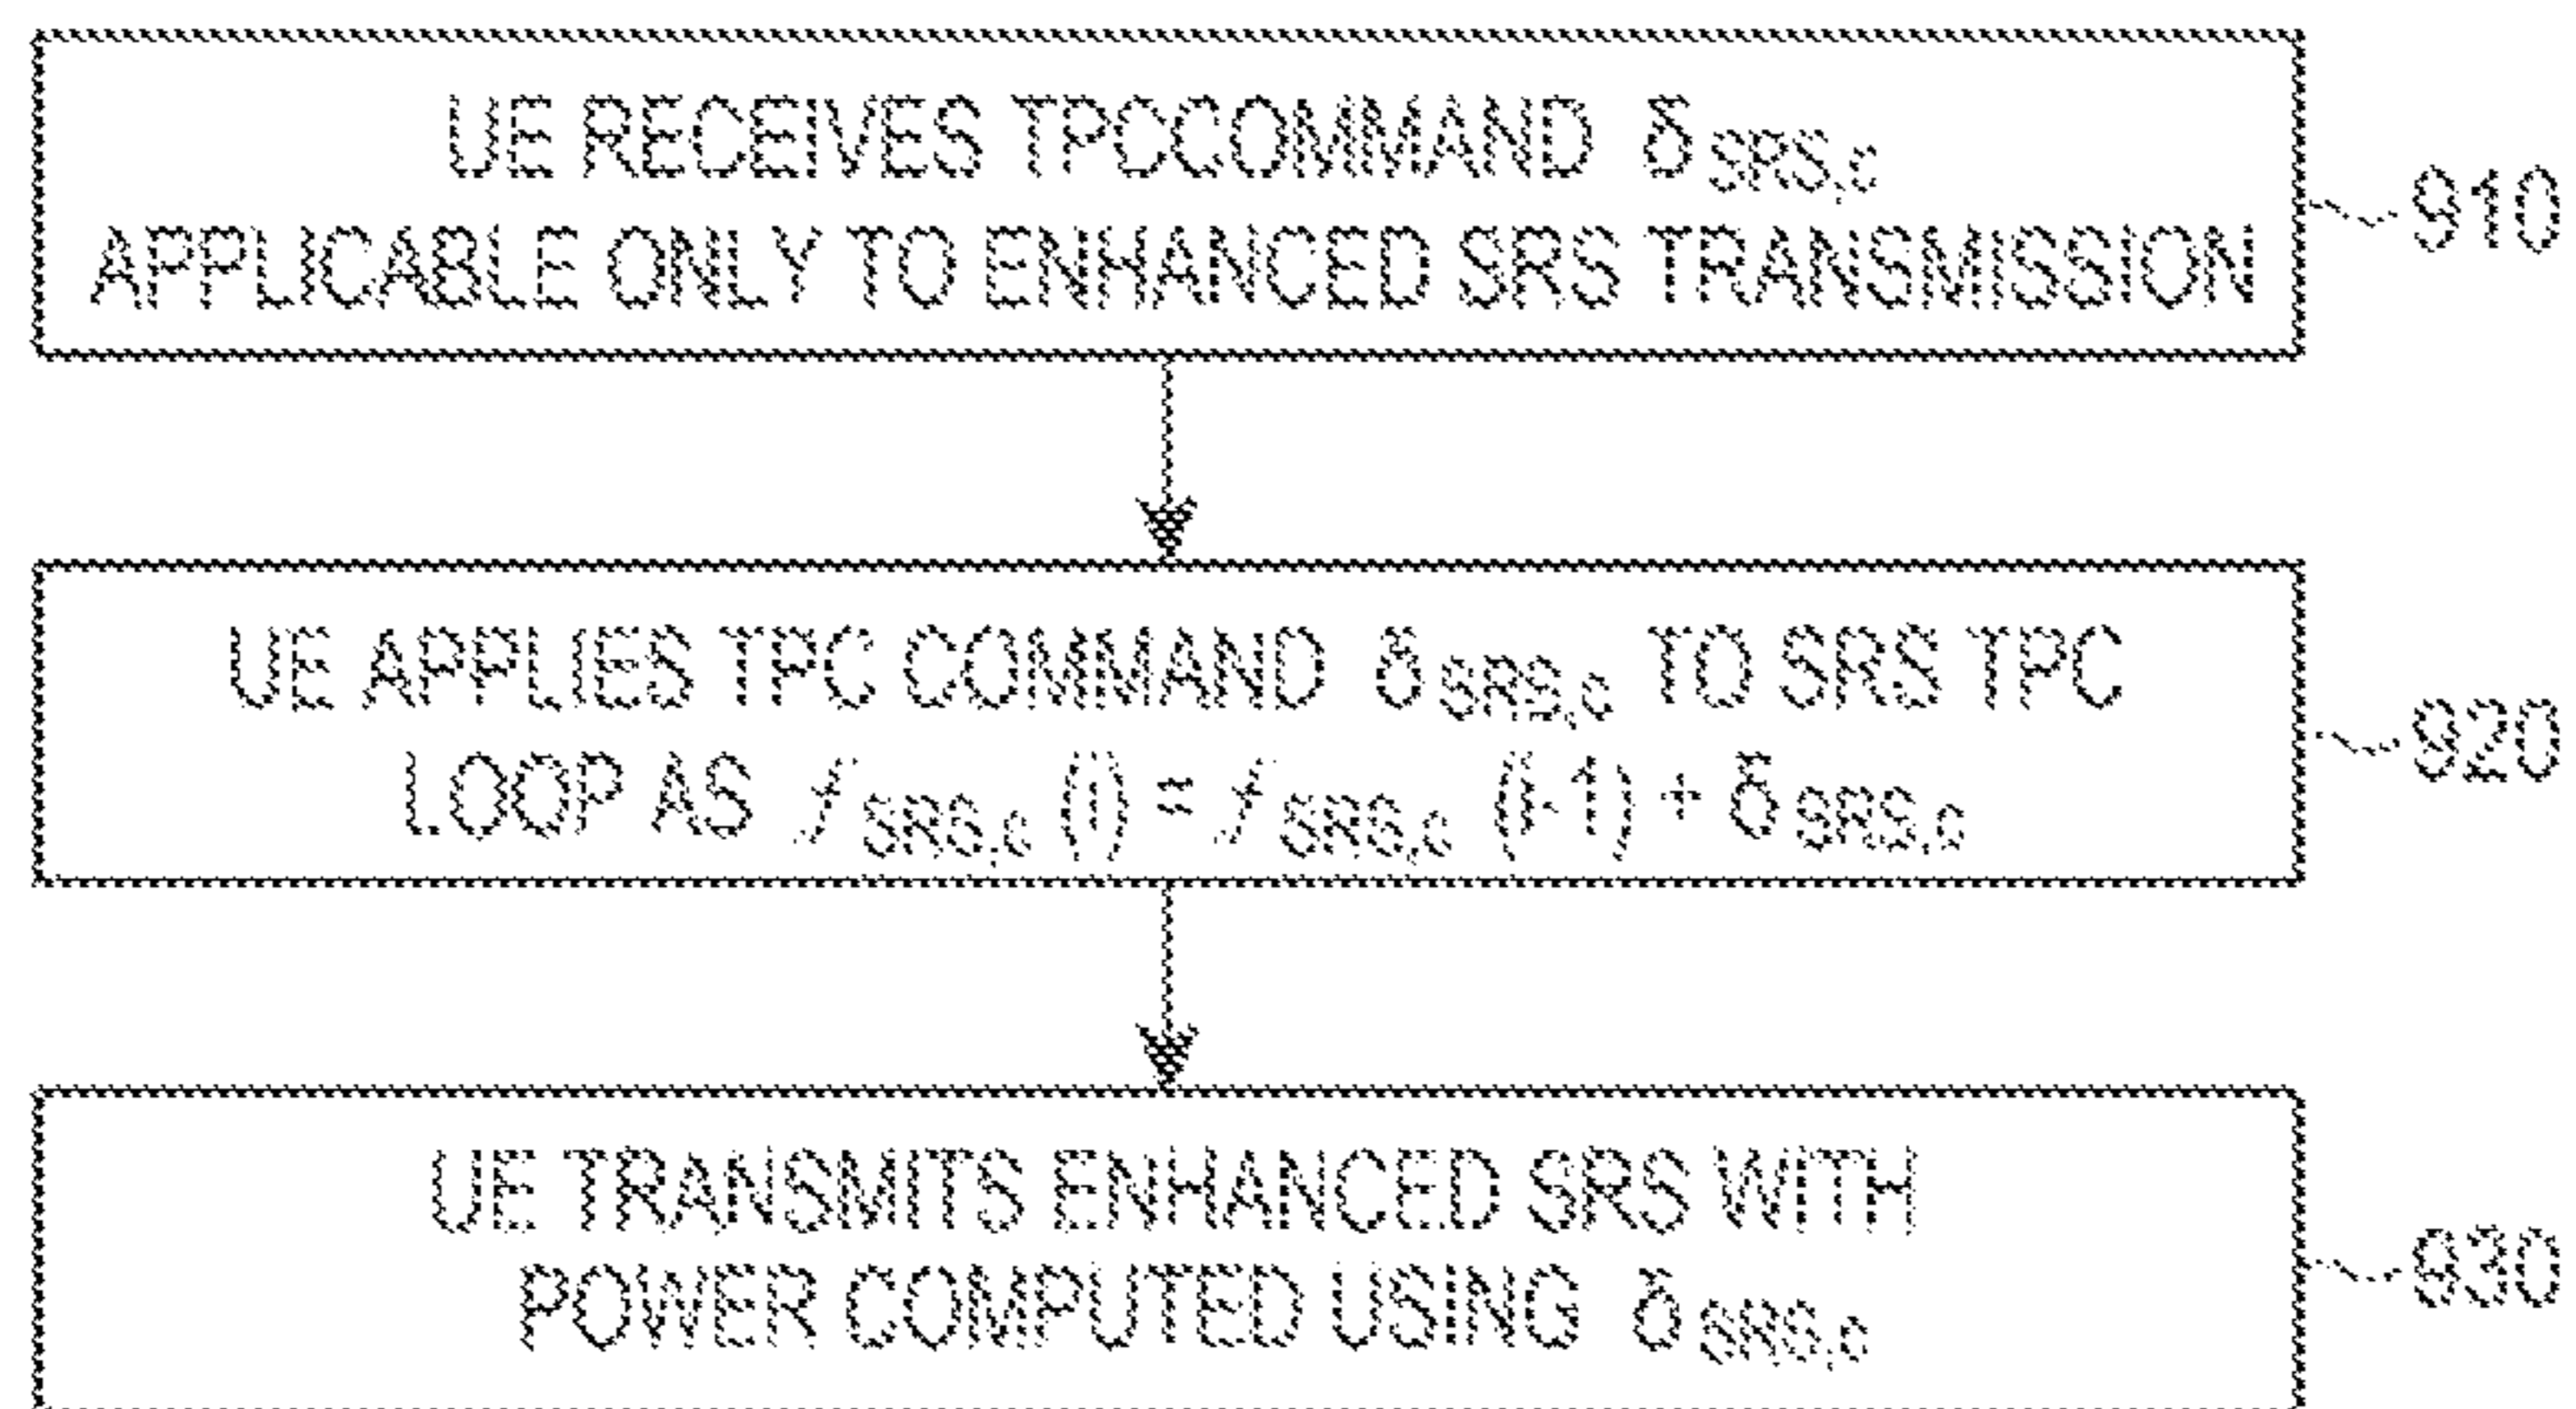 UE RECEIVES TPCCOMMAND δSRS,c
APPLICABLE ONLY TO ENHANCED SRS TRANSMISSION
910
UE APPLIES TPC COMMAND δSRS,c TO SRS TPC
LOOP AS fSRS,c (i) = fSRS,c (i-1) + δSRS,c
920
UE TRANSMITS ENHANCED SRS WITH
POWER COMPUTED USING δSRS,c
930